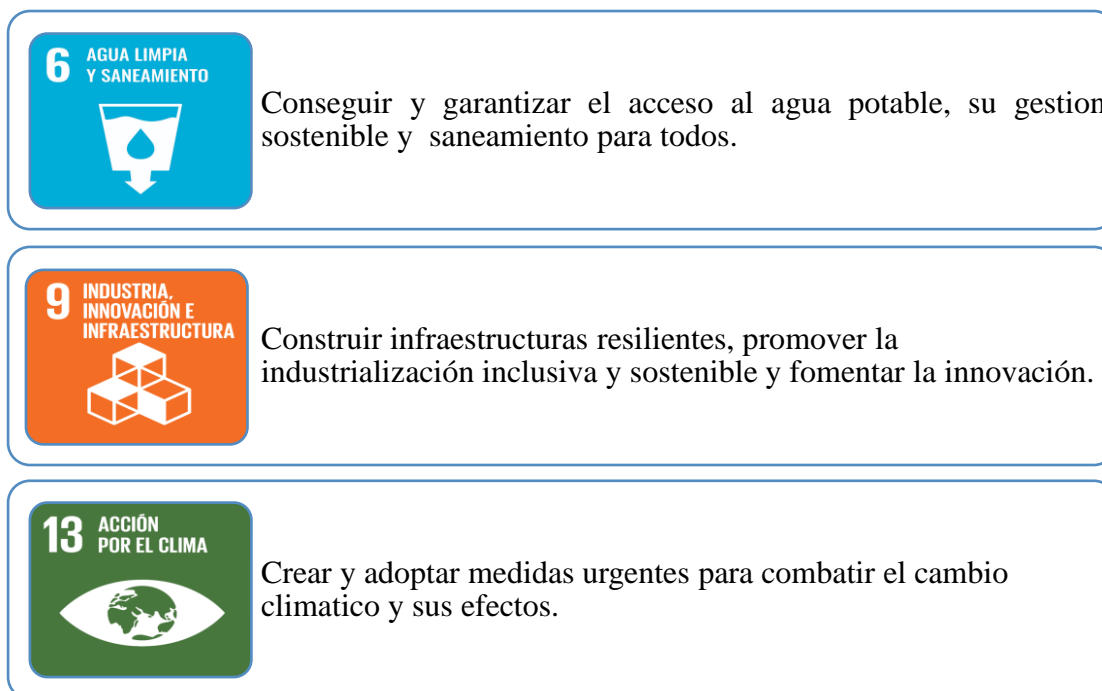 6 AGUA LIMPIA
Y SANEAMIENTO
Conseguir y garantizar el acceso al agua potable, su gestion
sostenible y saneamiento para todos.
9 INDUSTRIA,
INNOVACIÓN E
INFRAESTRUCTURA
Construir infraestructuras resilientes, promover la
industrialización inclusiva y sostenible y fomentar la innovación.
13 ACCIÓN
POR EL CLIMA
Crear y adoptar medidas urgentes para combatir el cambio
climatico y sus efectos.